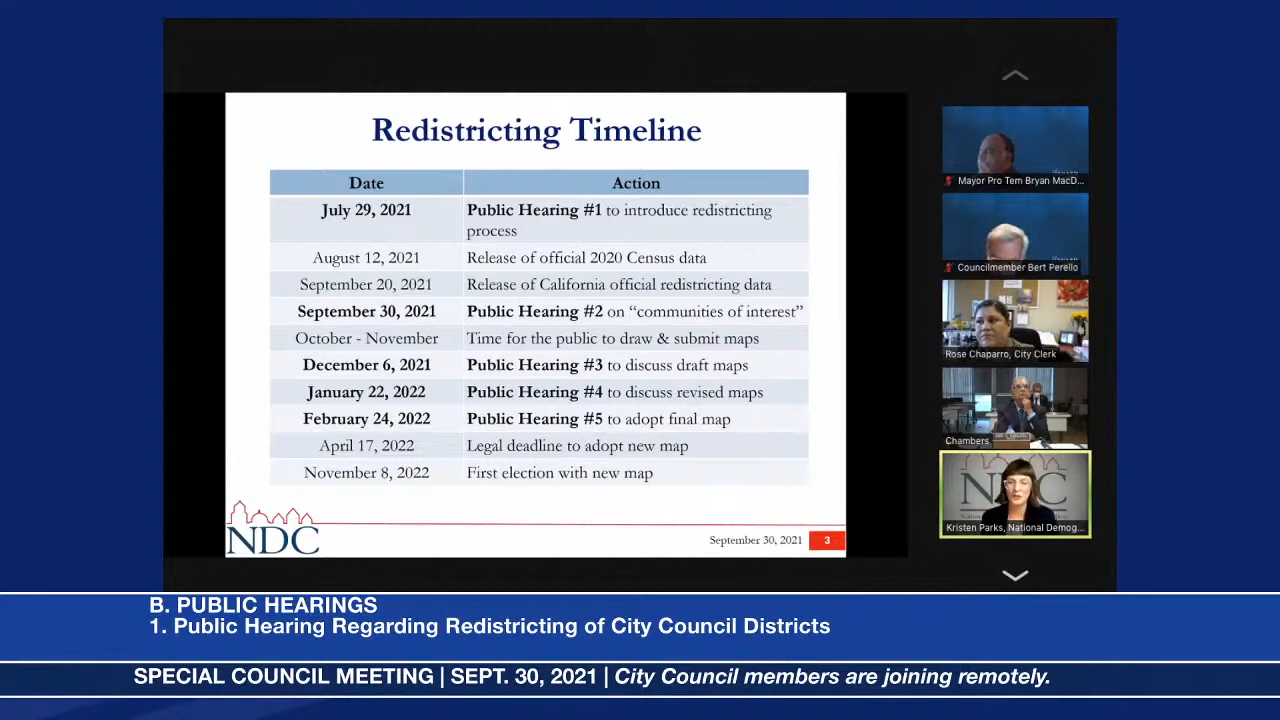 Redistricting Timeline
Date Action
July 29, 2021 Public Hearing #1 to introduce redistricting
process
August 12, 2021 Release of official 2020 Census data
September 20, 2021 Release of California official redistricting data
September 30, 2021 Public Hearing #2 on “communities of interest”
October - November Time for the public to draw & submit maps
December 6, 2021 Public Hearing #3 to discuss draft maps
January 22, 2022 Public Hearing #4 to discuss revised maps
February 24, 2022 Public Hearing #5 to adopt final map
April 17, 2022 Legal deadline to adopt new map
November 8, 2022 First election with new map
NDC
September 30, 2021 3
Mayor Pro Tem Bryan MacD...
Councilmember Bert Perello
Rose Chaparro, City Clerk
Chambers
NDC
Kristen Parks, National Demog...
B. PUBLIC HEARINGS
1. Public Hearing Regarding Redistricting of City Council Districts
SPECIAL COUNCIL MEETING | SEPT. 30, 2021 | City Council members are joining remotely.